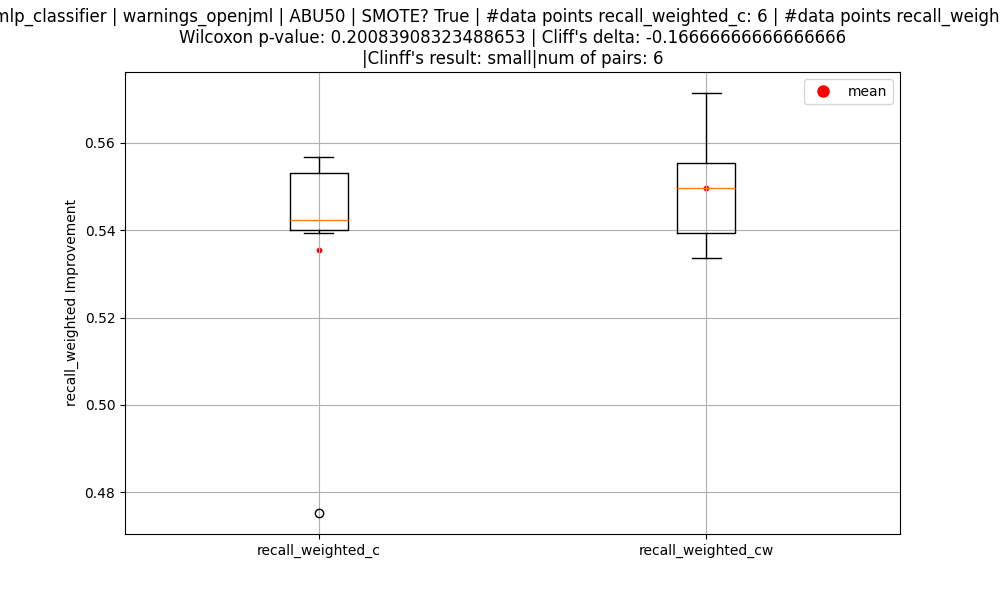 mlp_classifier | warnings_openjml | ABU50 | SMOTE? True | #data points recall_weighted_c: 6 | #data points recall_weigh
Wilcoxon p-value: 0.20083908323488653 | Cliff's delta: -0.16666666666666666
|Clinff's result: small|num of pairs: 6
mean
0.56
0.54
0.52
0.50
0.48
recall_weighted Improvement
recall_weighted_c
recall_weighted_cw